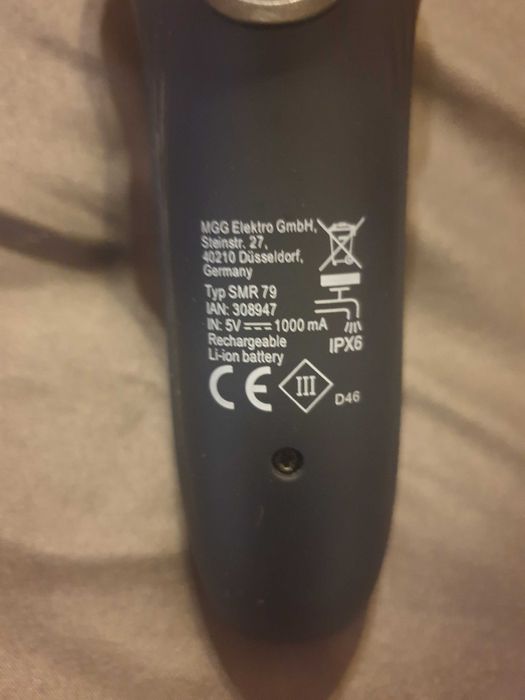 MGG Elektro GmbH,
Steinstr. 27,
40210 Düsseldorf,
Germany
Typ SMR 79
IAN: 308947
IN: 5V ⎓ 1000 mA
Rechargeable
Li-ion battery
IPX6
CE
III
D46